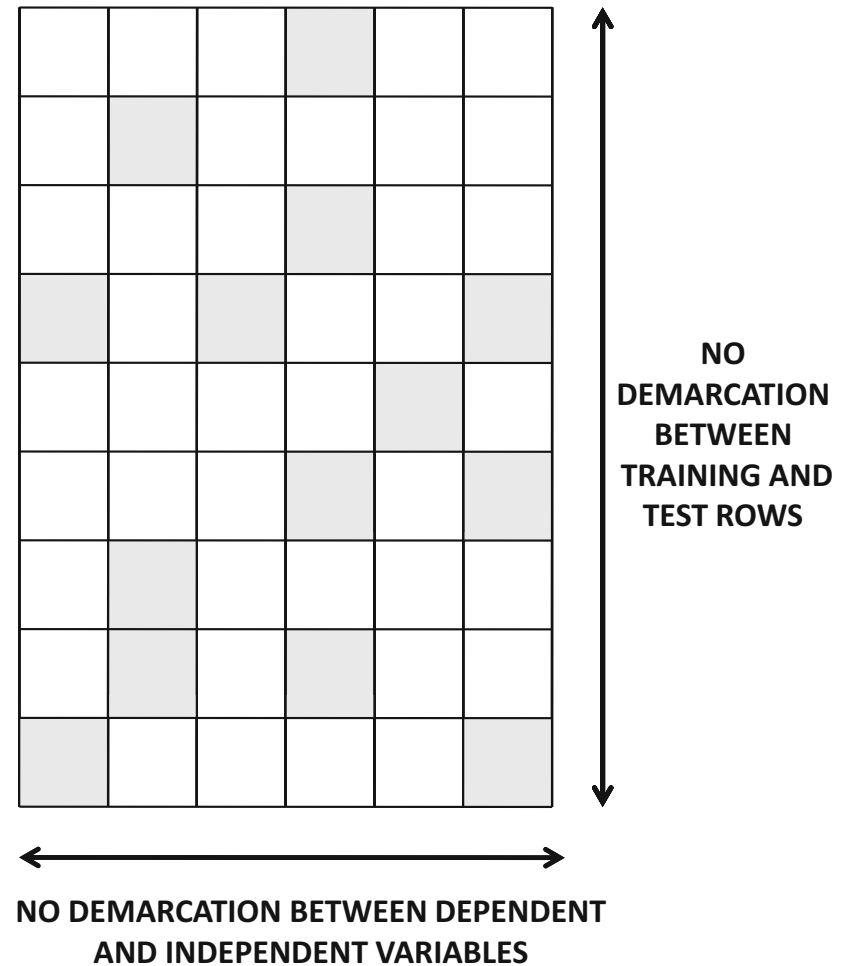 NO
DEMARCATION
BETWEEN
TRAINING AND
TEST ROWS
NO DEMARCATION BETWEEN DEPENDENT
AND INDEPENDENT VARIABLES